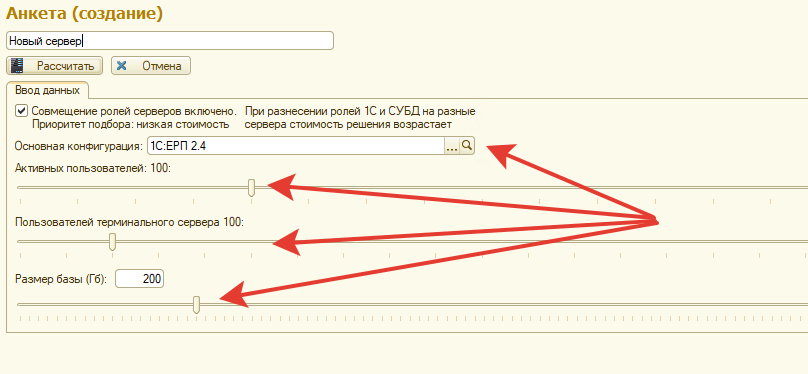 Анкета (создание)
Новый сервер
Рассчитать Отмена
Ввод данных
Совмещение ролей серверов включено. При разнесении ролей 1С и СУБД на разные
Приоритет подбора: низкая стоимость сервера стоимость решения возрастает
Основная конфигурация: 1С:ЕРП 2.4 ...
Активных пользователей: 100:
Пользователей терминального сервера 100:
Размер базы (Гб): 200